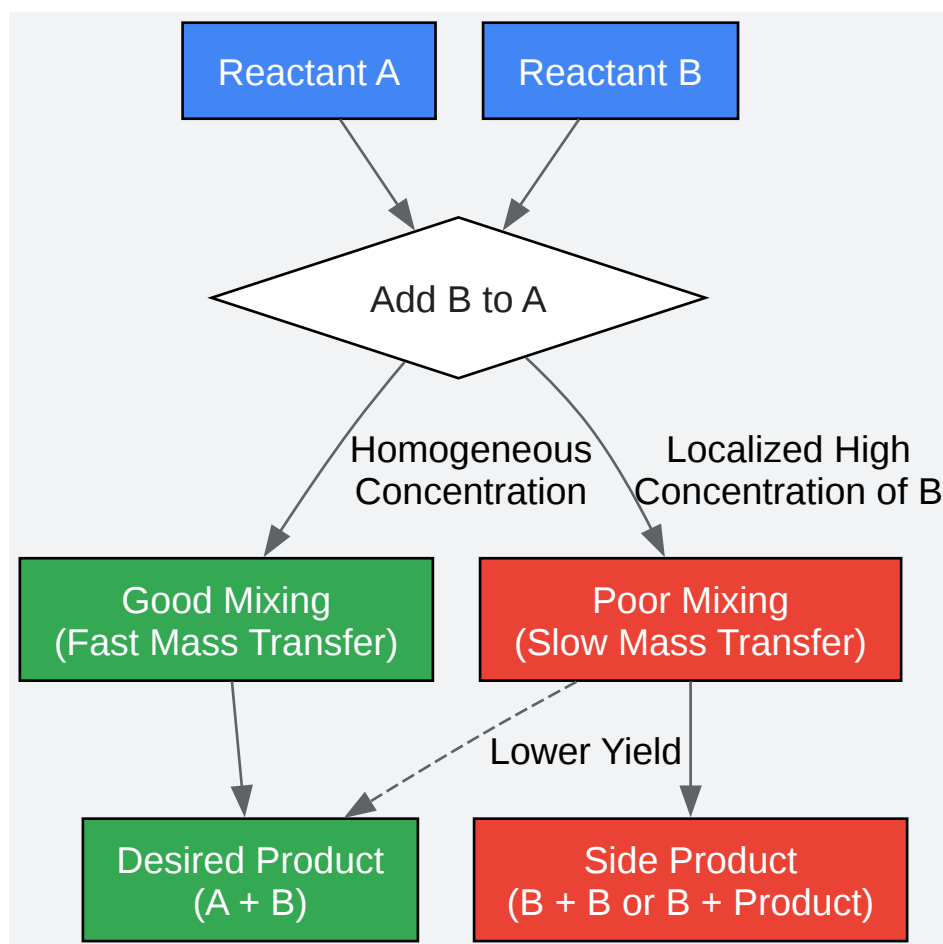 Reactant A
Reactant B
Add B to A
Homogeneous
Concentration
Localized High
Concentration of B
Good Mixing
(Fast Mass Transfer)
Poor Mixing
(Slow Mass Transfer)
Lower Yield
Desired Product
(A + B)
Side Product
(B + B or B + Product)